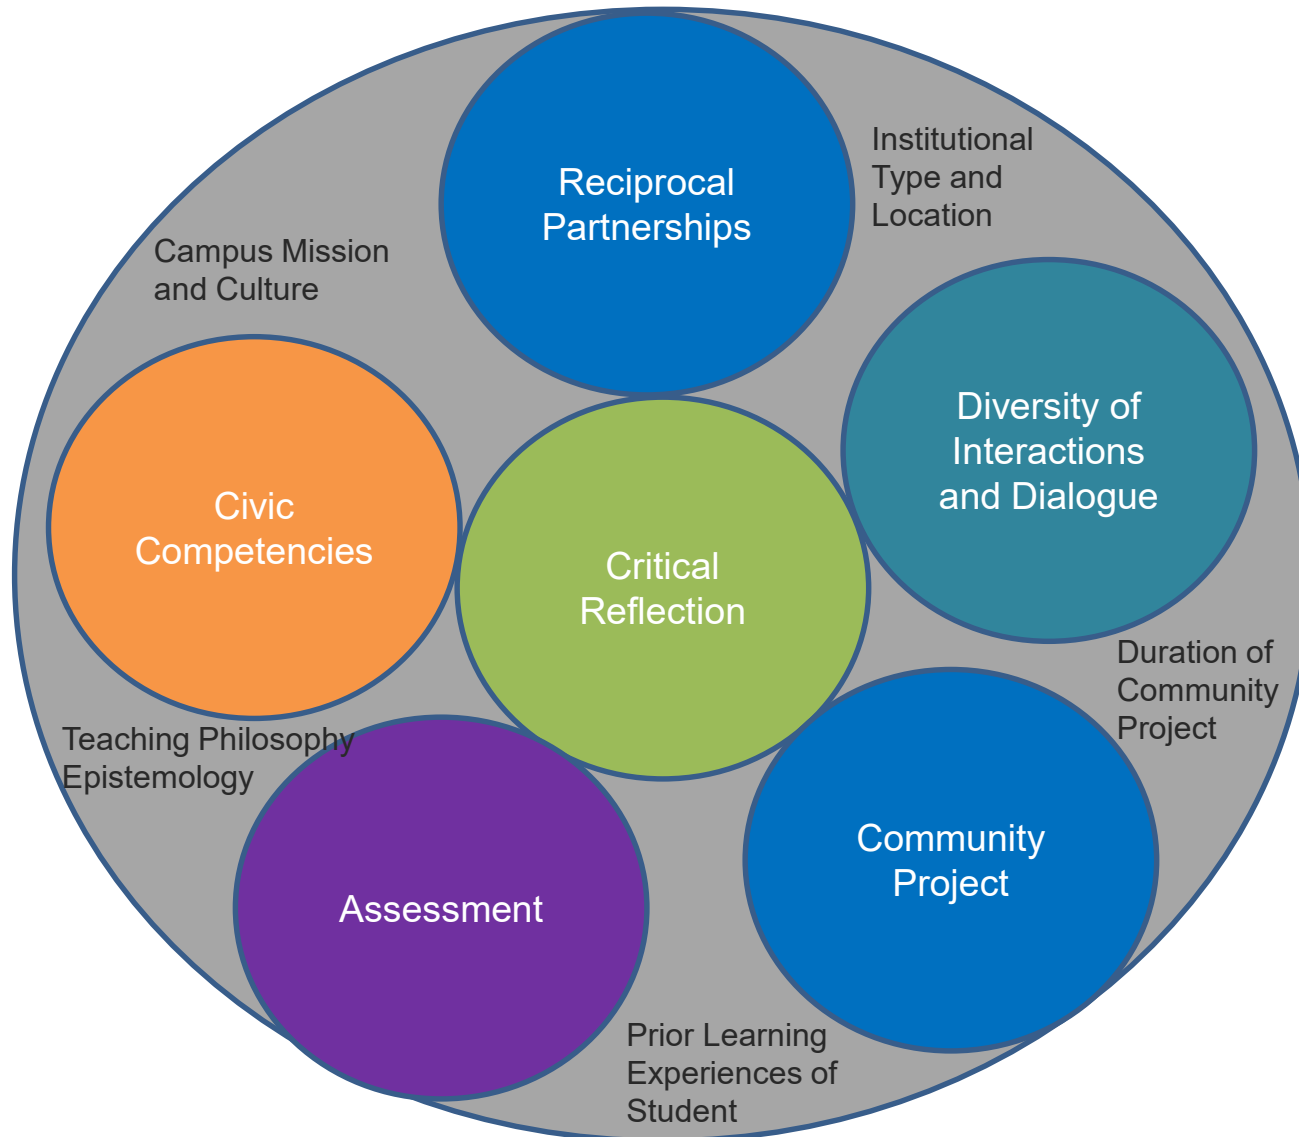 Reciprocal
Partnerships
Institutional
Type and
Location
Campus Mission
and Culture
Diversity of
Interactions
and Dialogue
Civic
Competencies
Critical
Reflection
Duration of
Community
Project
Teaching Philosophy
Epistemology
Community
Project
Assessment
Prior Learning
Experiences of
Student